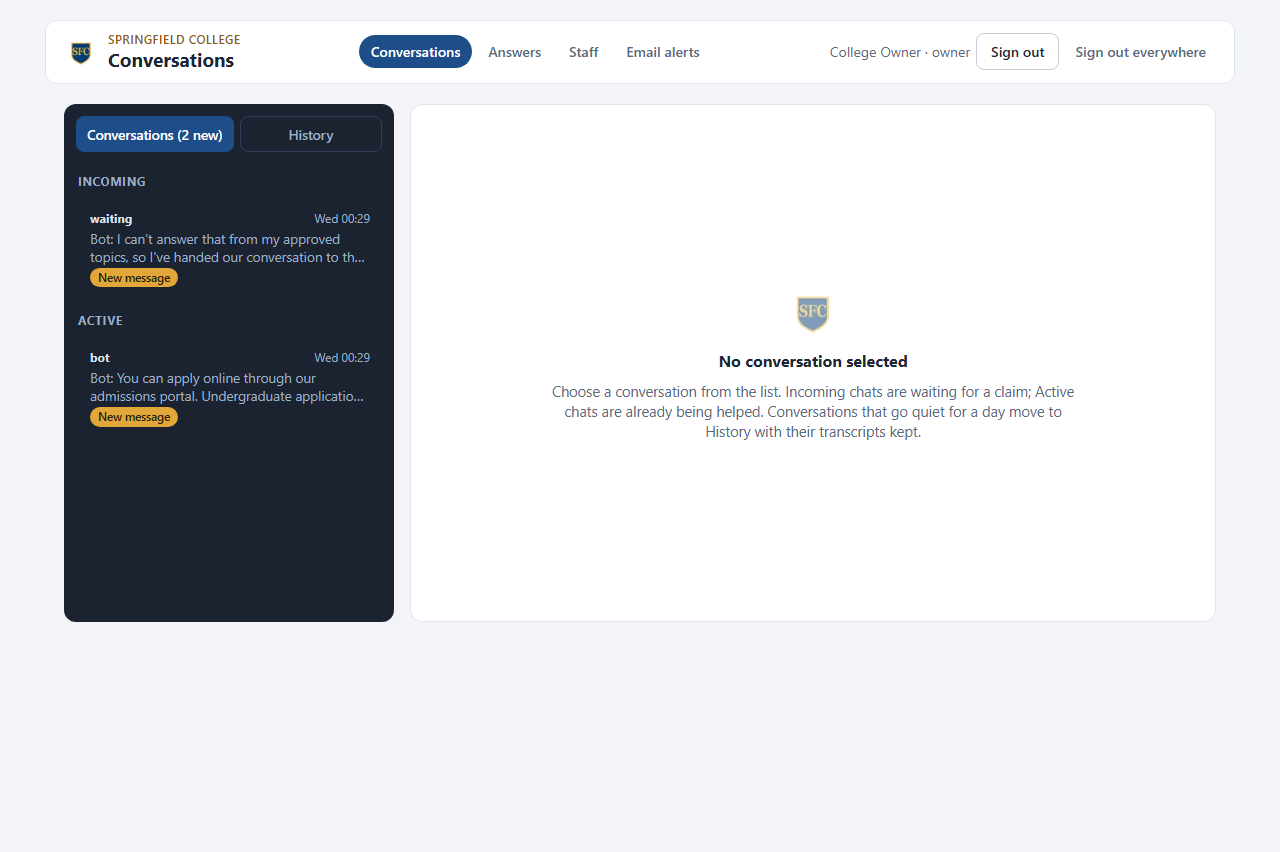 SFC
SPRINGFIELD COLLEGE
Conversations
Conversations
Answers
Staff
Email alerts
College Owner · owner
Sign out
Sign out everywhere
Conversations (2 new)
History
INCOMING
waiting
Wed 00:29
Bot: I can't answer that from my approved
topics, so I've handed our conversation to th...
New message
ACTIVE
bot
Wed 00:29
Bot: You can apply online through our
admissions portal. Undergraduate applicatio...
New message
SFC
No conversation selected
Choose a conversation from the list. Incoming chats are waiting for a claim; Active
chats are already being helped. Conversations that go quiet for a day move to
History with their transcripts kept.